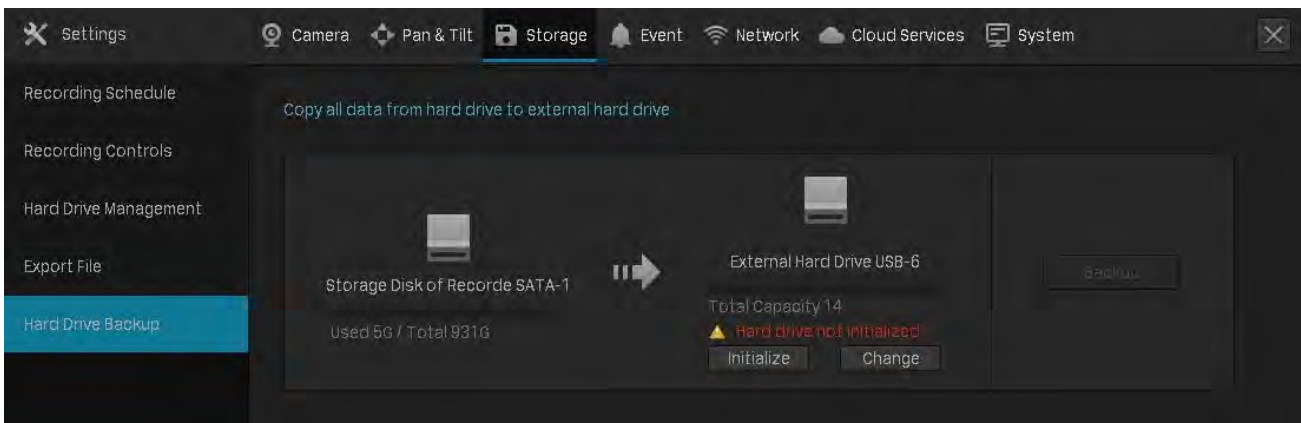 Settings
Camera
Pan & Tilt
Storage
Event
Network
Cloud Services
System
Recording Schedule
Recording Controls
Hard Drive Management
Export File
Hard Drive Backup
Copy all data from hard drive to external hard drive
Storage Disk of Recorde SATA-1
Used 5G / Total 931G
External Hard Drive USB-6
Total Capacity 14
Hard drive not initialized
Initialize
Change
Backup